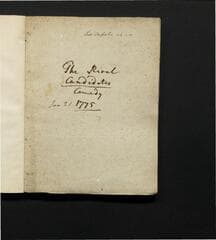 The Rival
Candidates
Comedy
Jan 21 1775